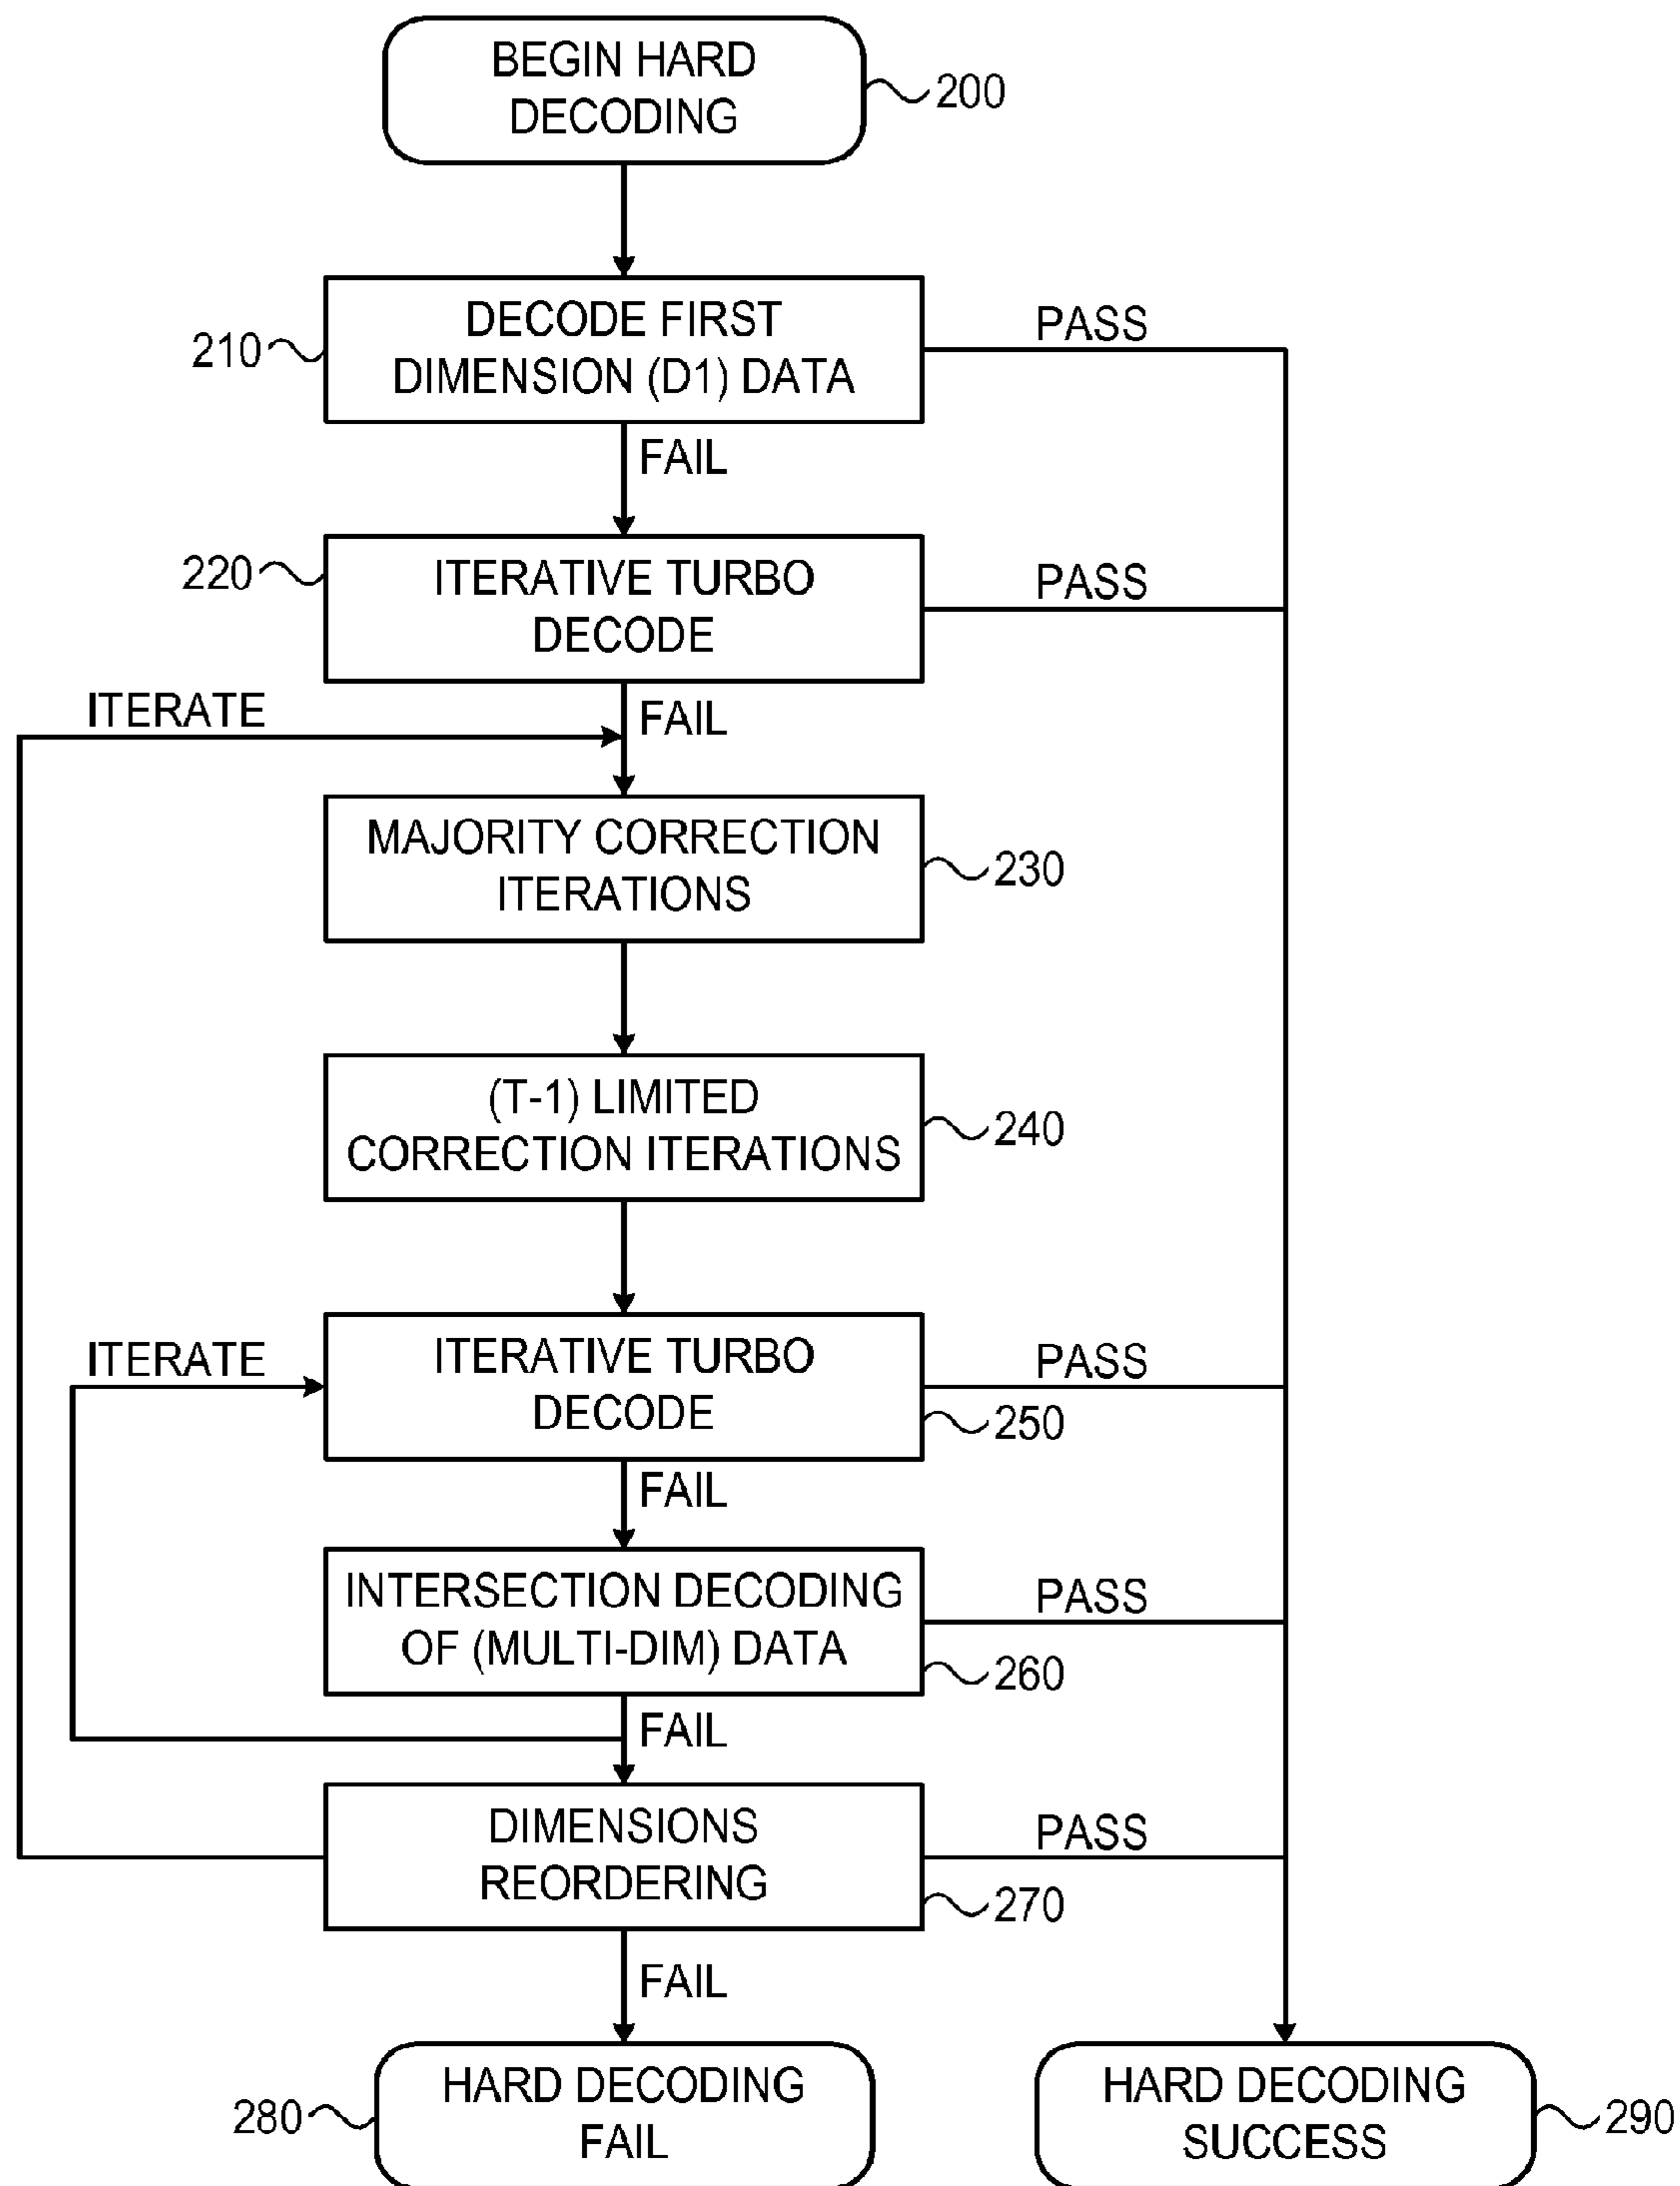 BEGIN HARD
DECODING
200
DECODE FIRST
DIMENSION (D1) DATA
210
PASS
FAIL
ITERATIVE TURBO
DECODE
220
PASS
ITERATE
FAIL
MAJORITY CORRECTION
ITERATIONS
230
(T-1) LIMITED
CORRECTION ITERATIONS
240
ITERATE
ITERATIVE TURBO
DECODE
PASS
250
FAIL
INTERSECTION DECODING
OF (MULTI-DIM) DATA
PASS
260
FAIL
DIMENSIONS
REORDERING
PASS
270
FAIL
HARD DECODING
FAIL
280
HARD DECODING
SUCCESS
290